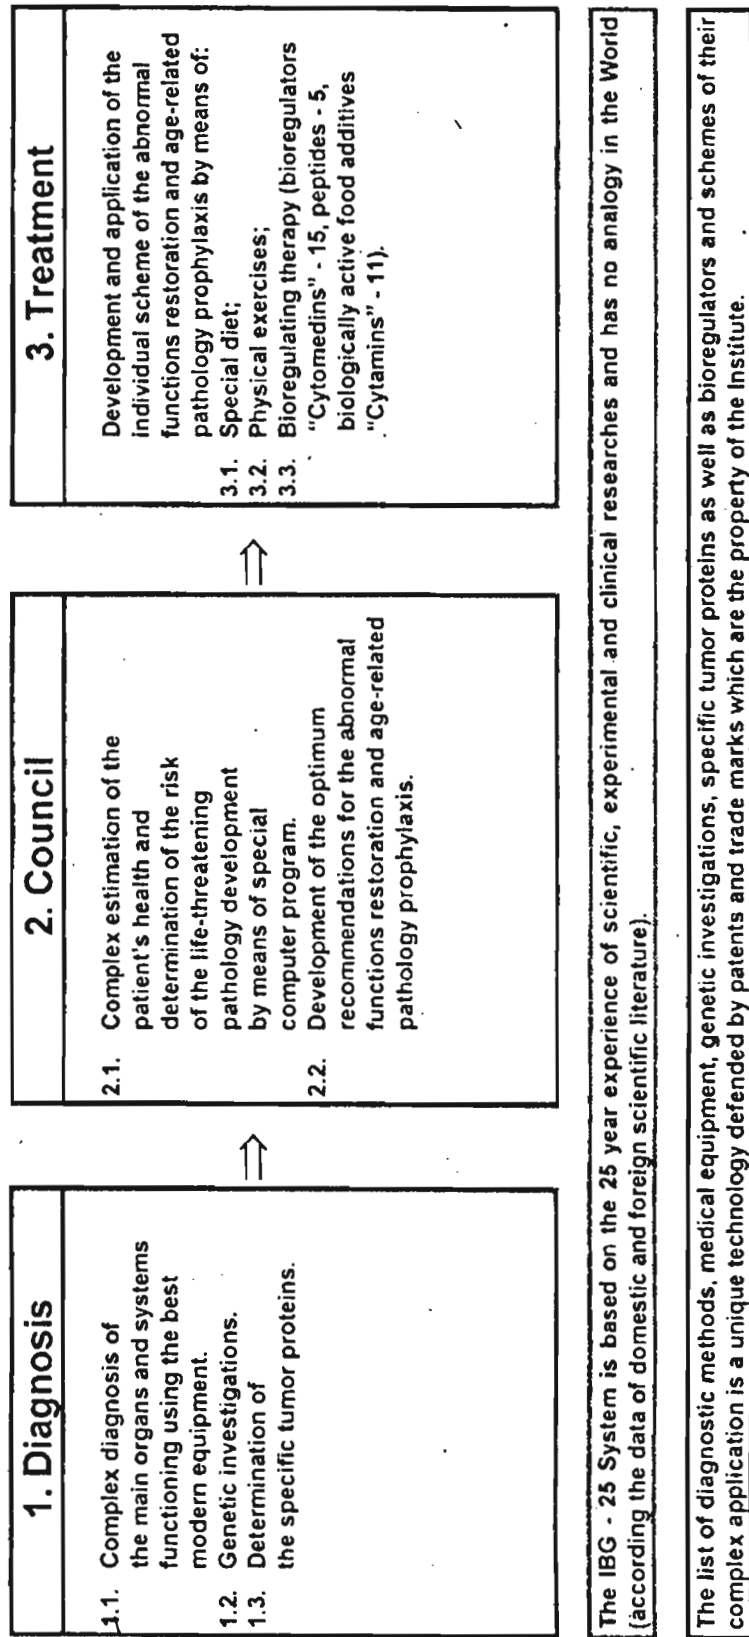 1. Diagnosis
1.1. Complex diagnosis of
the main organs and systems
functioning using the best
modern equipment.
1.2. Genetic investigations.
1.3. Determination of
the specific tumor proteins.
⇒
2. Council
2.1. Complex estimation of the
patient's health and
determination of the risk
of the life-threatening
pathology development
by means of special
computer program.
2.2. Development of the optimum
recommendations for the abnormal
functions restoration and age-related
pathology prophylaxis.
⇒
3. Treatment
Development and application of the
individual scheme of the abnormal
functions restoration and age-related
pathology prophylaxis by means of:
3.1. Special diet;
3.2. Physical exercises;
3.3. Bioregulating therapy (bioregulators
"Cytomedins" - 15, peptides - 5,
biologically active food additives
"Cytamins" - 11).
The IBG - 25 System is based on the 25 year experience of scientific, experimental and clinical researches and has no analogy in the World
(according the data of domestic and foreign scientific literature).
The list of diagnostic methods, medical equipment, genetic investigations, specific tumor proteins as well as bioregulators and schemes of their
complex application is a unique technology defended by patents and trade marks which are the property of the Institute.